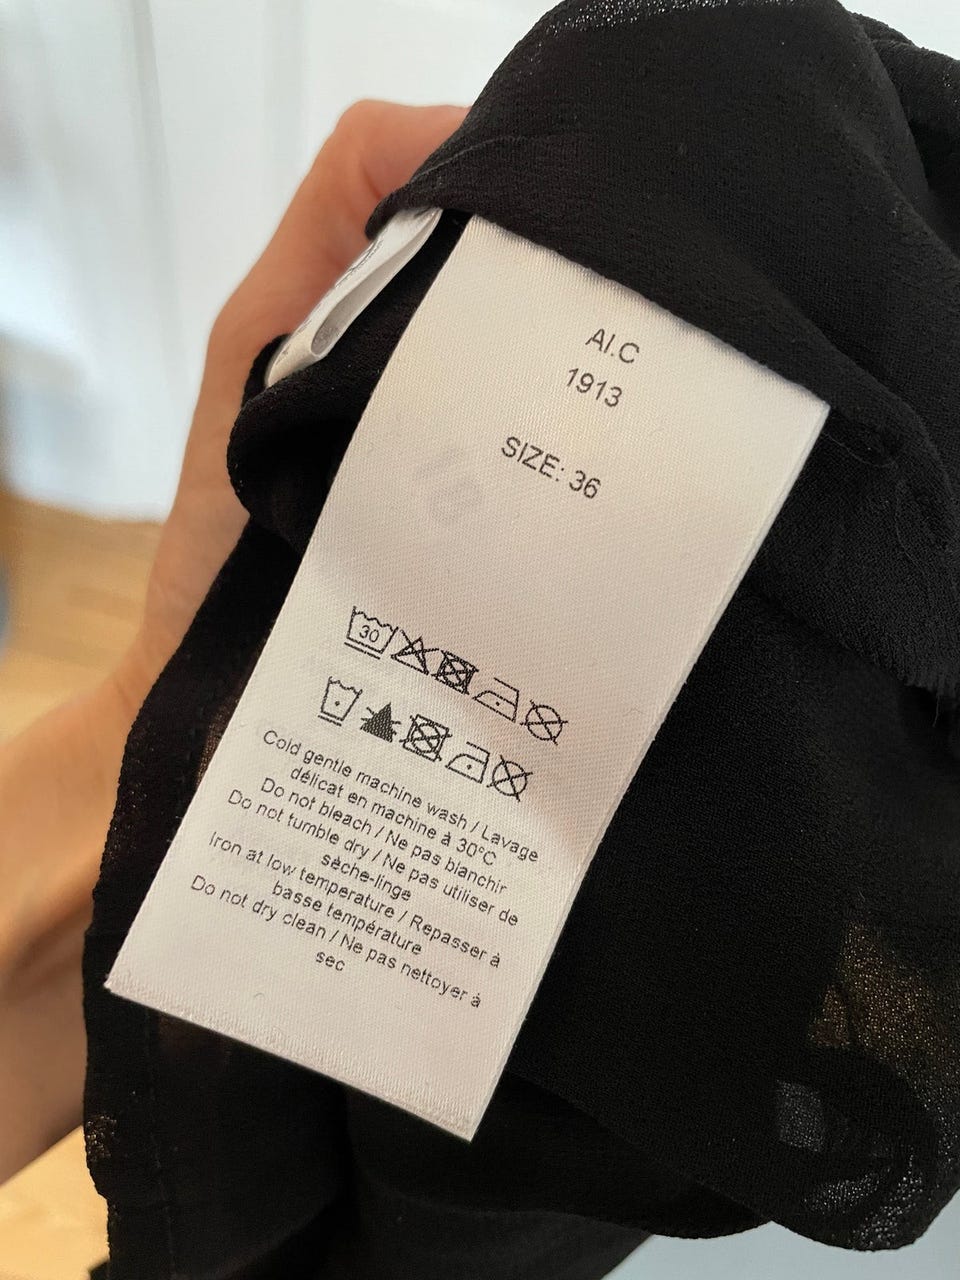 AI.C
1913
SIZE: 36
30
Cold gentle machine wash / Lavage
délicat en machine à 30°C
Do not bleach / Ne pas blanchir
Do not tumble dry / Ne pas utiliser de
sèche-linge
Iron at low temperature / Repasser à
basse température
Do not dry clean / Ne pas nettoyer à
sec